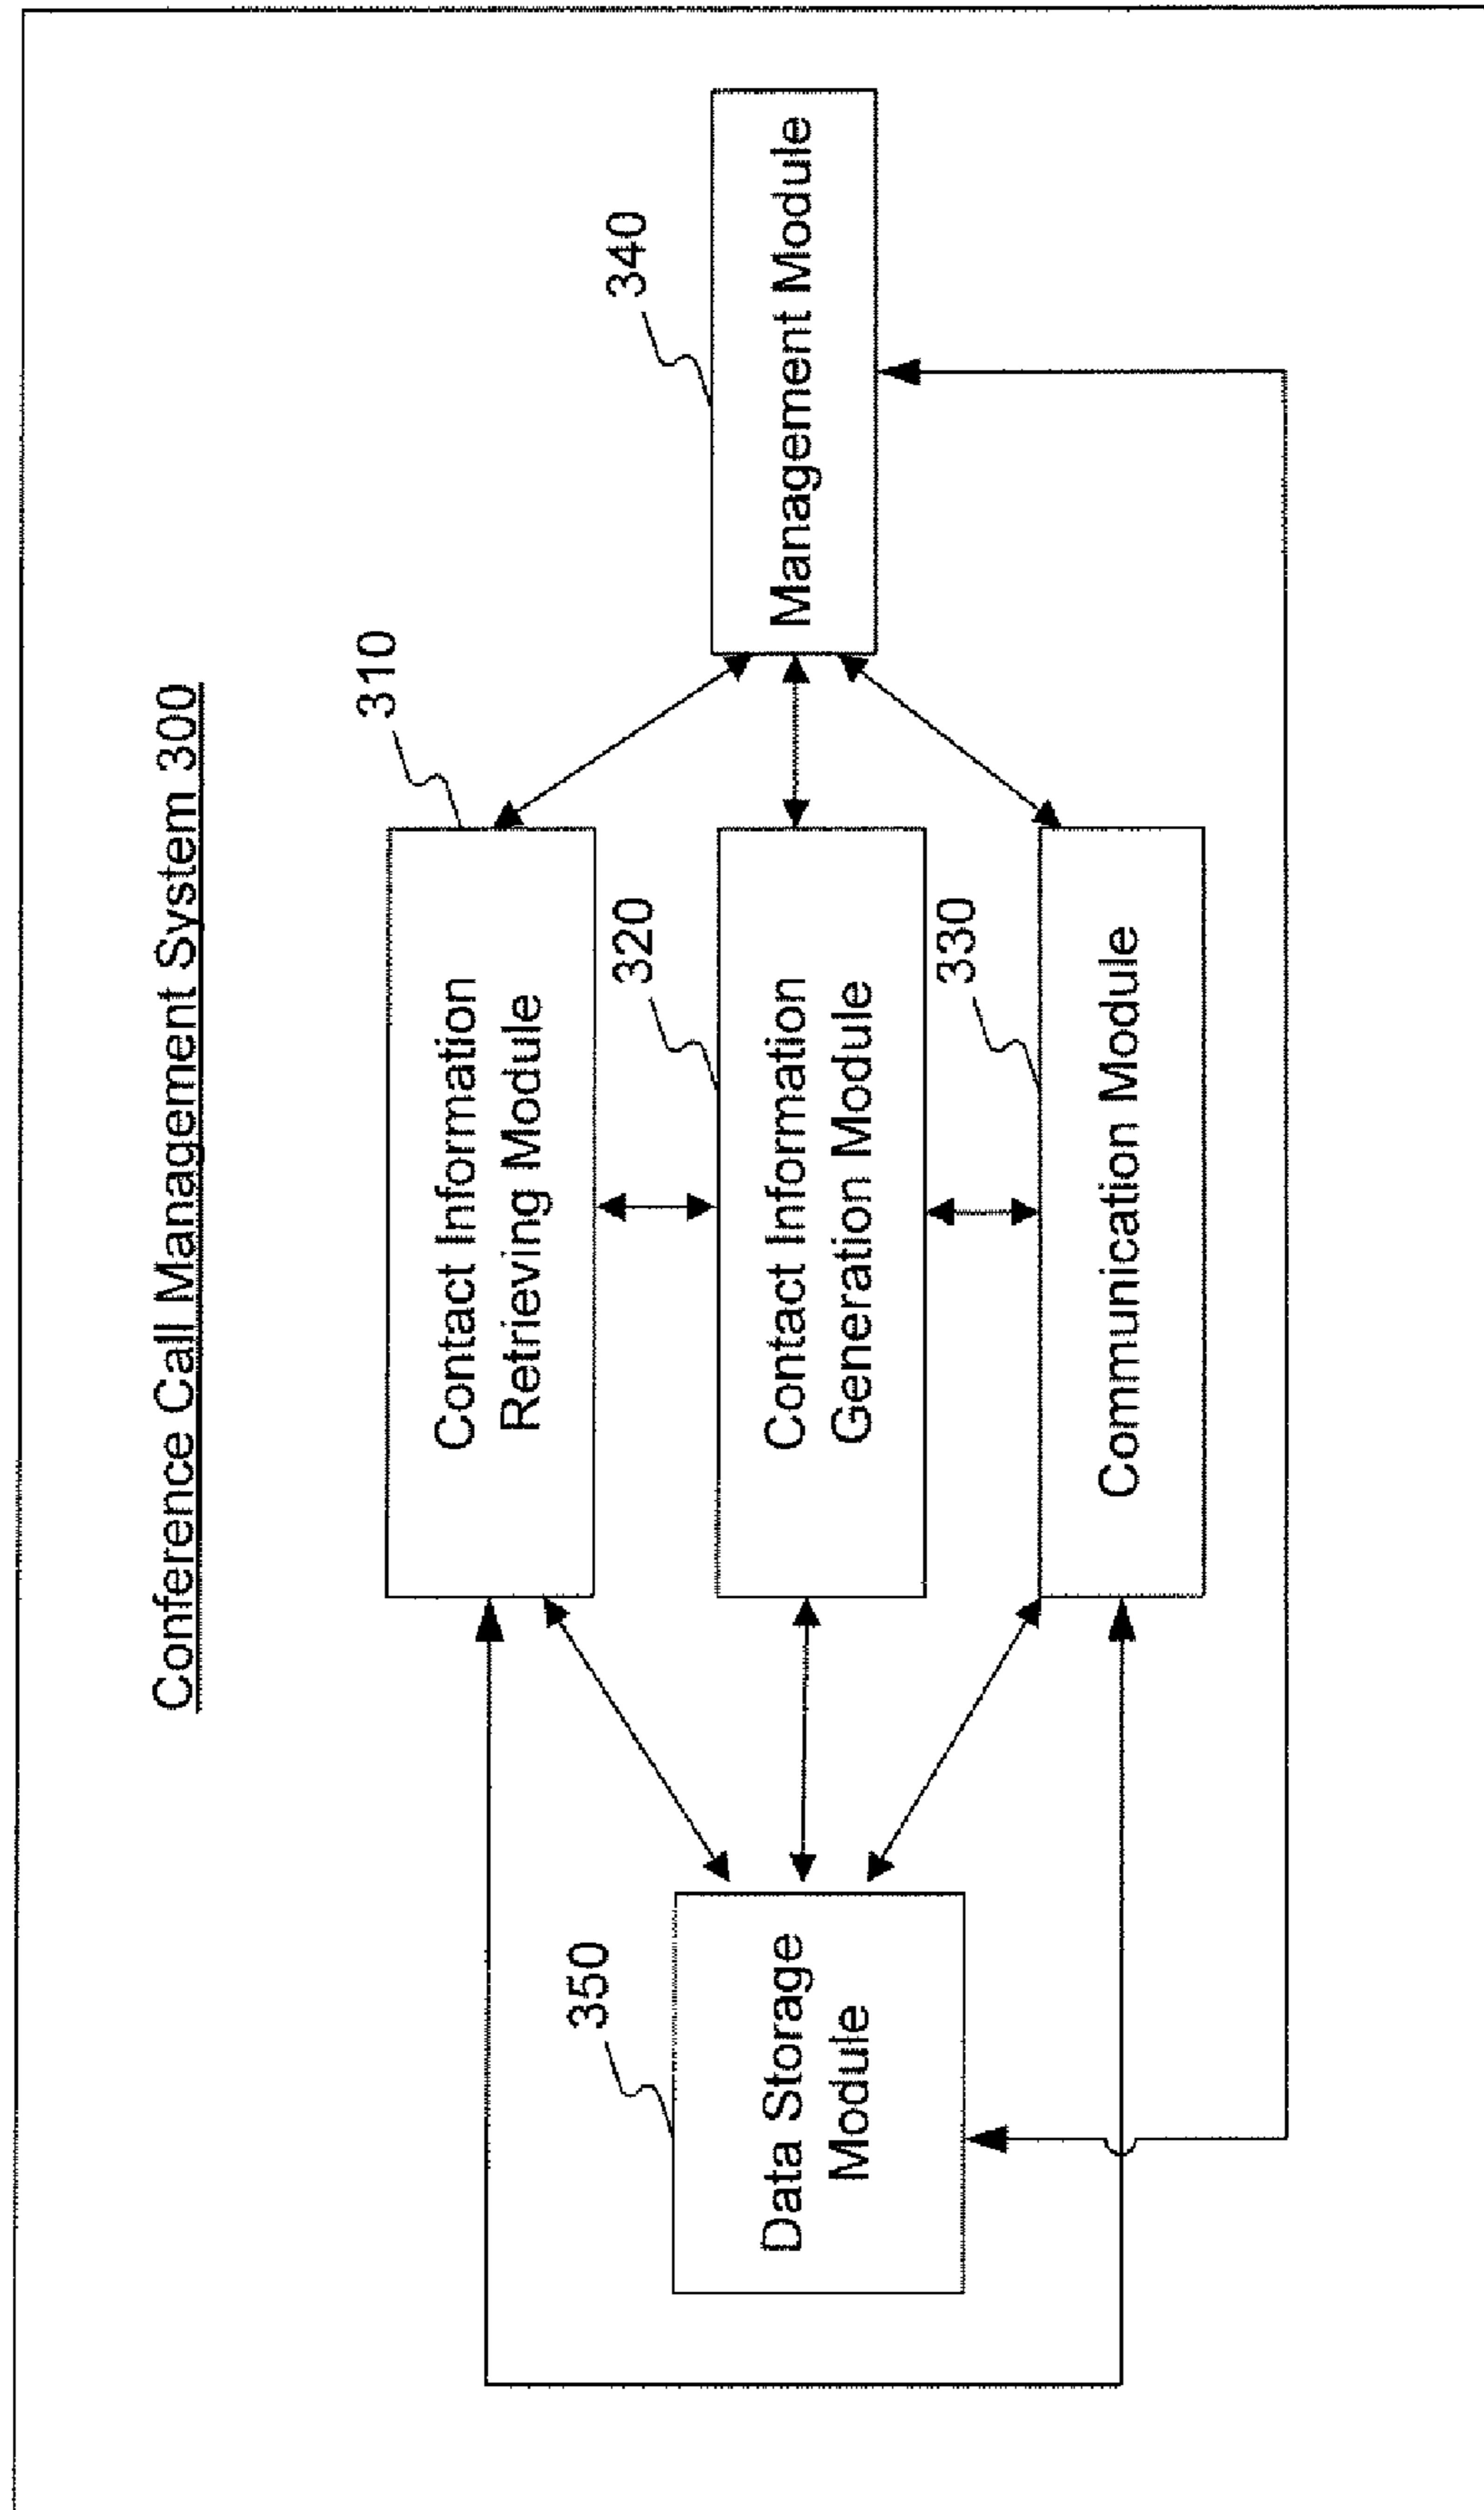 Conference Call Management System 300
310
Contact Information
Retrieving Module
350
Data Storage
Module
320
Contact Information
Generation Module
340
Management Module
330
Communication Module